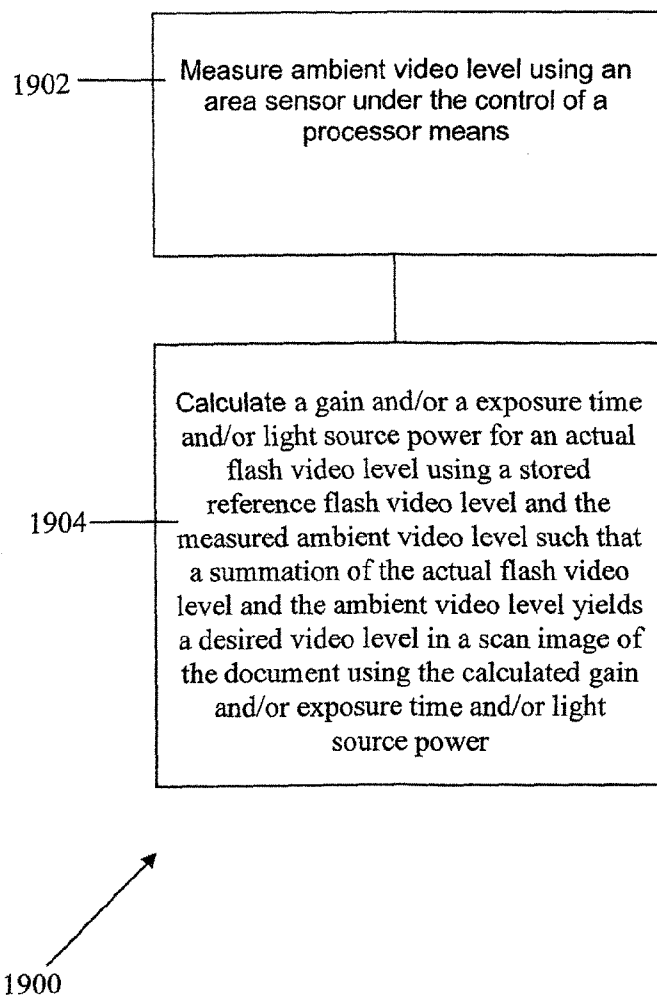 1902
Measure ambient video level using an
area sensor under the control of a
processor means
Calculate a gain and/or a exposure time
and/or light source power for an actual
flash video level using a stored
reference flash video level and the
1904
measured ambient video level such that
a summation of the actual flash video
level and the ambient video level yields
a desired video level in a scan image of
the document using the calculated gain
and/or exposure time and/or light
source power
1900